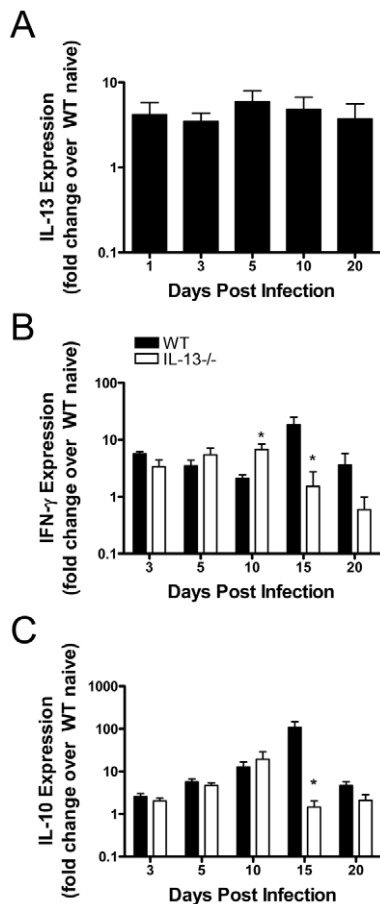 A
IL-13 Expression
(fold change over WT naive)
10
1
0.1
1 3 5 10 20
Days Post Infection
B
WT
IL-13-/-
IFN-γ Expression
(fold change over WT naive)
100
10
1
0.1
*
*
3 5 10 15 20
Days Post Infection
C
IL-10 Expression
(fold change over WT naive)
1000
100
10
1
0.1
*
3 5 10 15 20
Days Post Infection